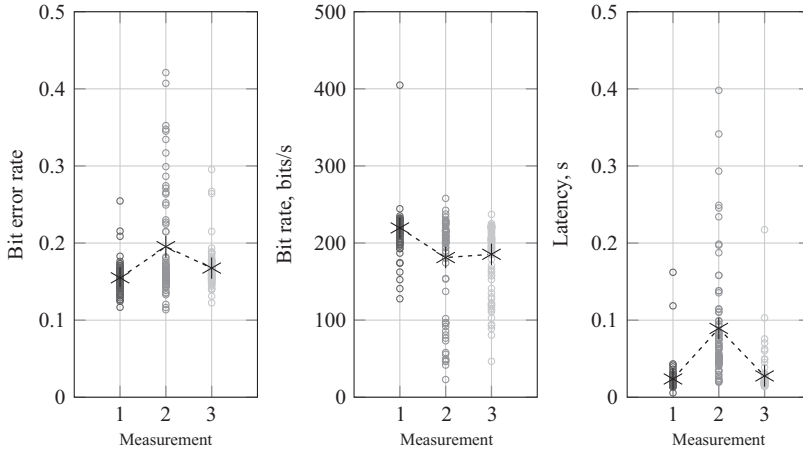 0.5
0.4
0.3
0.2
0.1
0
Bit error rate
1 2 3
Measurement
500
400
300
200
100
0
Bit rate, bits/s
1 2 3
Measurement
0.5
0.4
0.3
0.2
0.1
0
Latency, s
1 2 3
Measurement